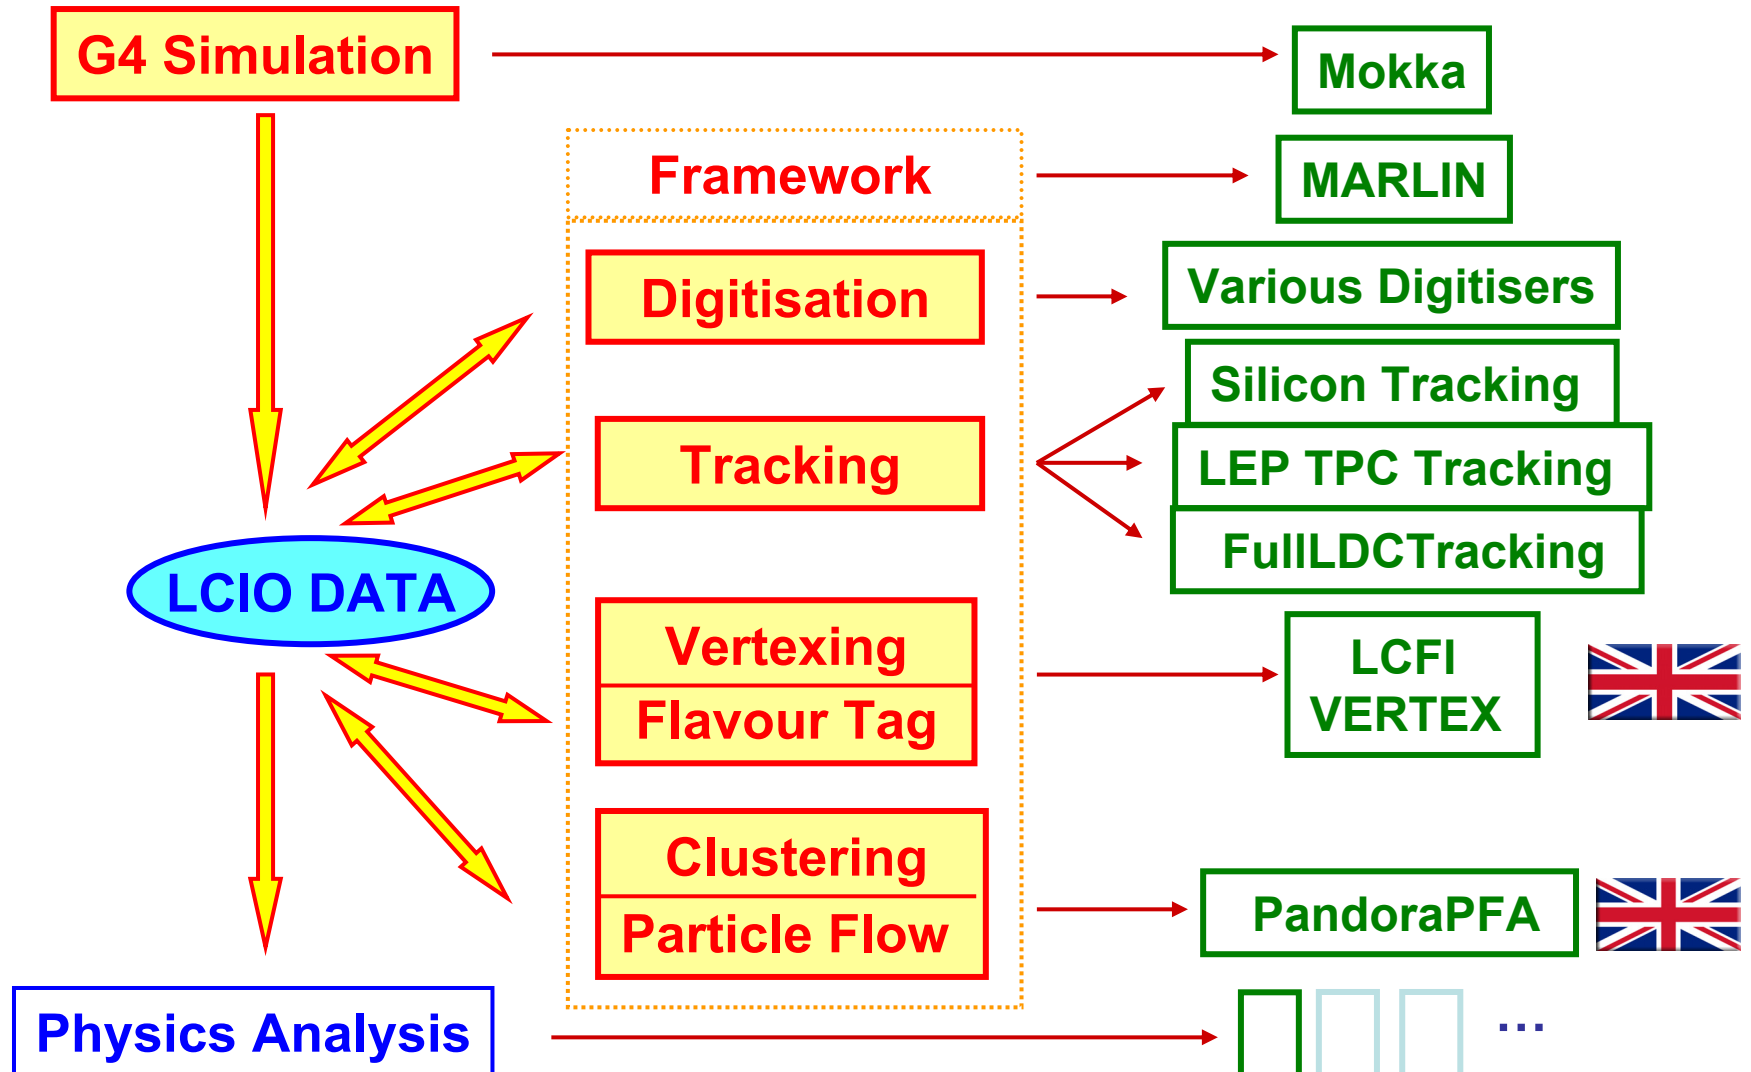 G4 Simulation
Mokka
Framework
MARLIN
Digitisation
Various Digitisers
Tracking
Silicon Tracking
LEP TPC Tracking
FullLDCTracking
LCIO DATA
Vertexing
Flavour Tag
LCFI
VERTEX
Clustering
Particle Flow
PandoraPFA
Physics Analysis
...